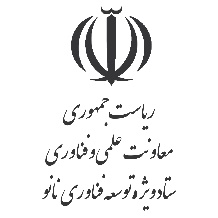 ریاست جمهوری
معاونت علمی و فناوری
ستاد ویژه توسعه فناوری نانو